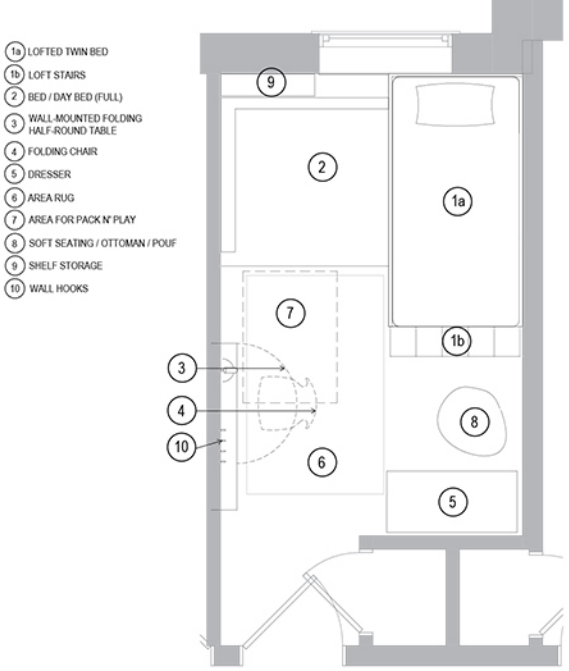 1a LOFTED TWIN BED
1b LOFT STAIRS
2 BED / DAY BED (FULL)
3 WALL-MOUNTED FOLDING
HALF-ROUND TABLE
4 FOLDING CHAIR
5 DRESSER
6 AREA RUG
7 AREA FOR PACK N' PLAY
8 SOFT SEATING / OTTOMAN / POUF
9 SHELF STORAGE
10 WALL HOOKS
9
2
1a
7
1b
3
4
8
10
6
5